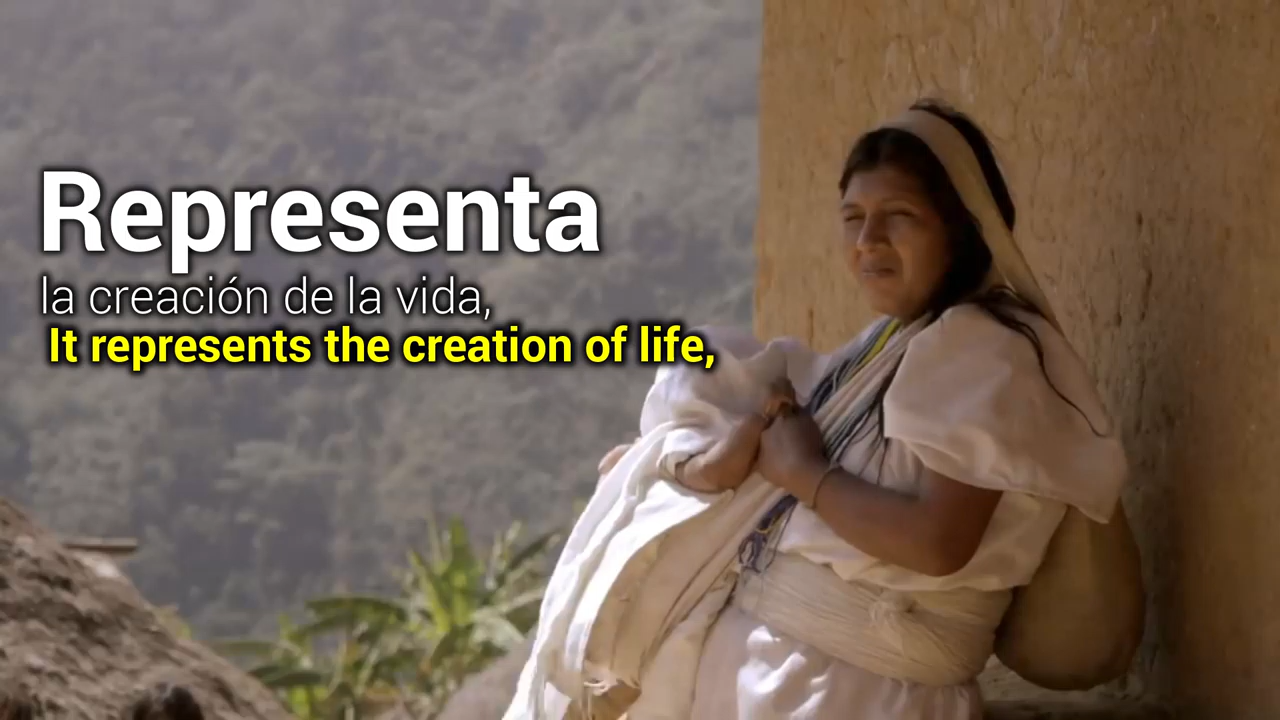 Representa
la creación de la vida,
It represents the creation of life,